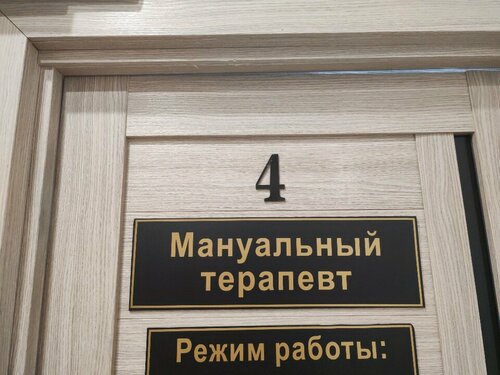 4
Мануальный
терапевт
Режим работы: